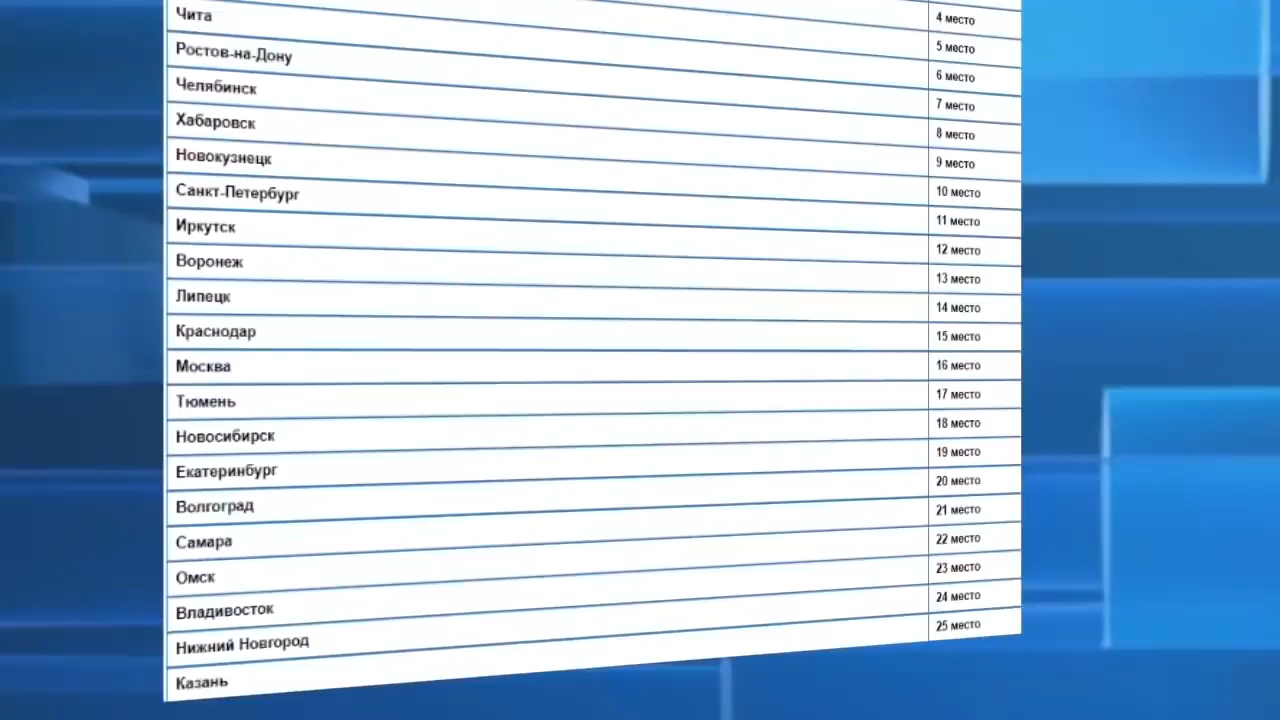 4 место
5 место
Чита 6 место
Ростов-на-Дону 7 место
Челябинск 8 место
Хабаровск 9 место
Новокузнецк 10 место
Санкт-Петербург 11 место
Иркутск 12 место
Воронеж 13 место
Липецк 14 место
Краснодар 15 место
Москва 16 место
Тюмень 17 место
Новосибирск 18 место
Екатеринбург 19 место
Волгоград 20 место
Самара 21 место
Омск 22 место
Владивосток 23 место
Нижний Новгород 24 место
Казань 25 место